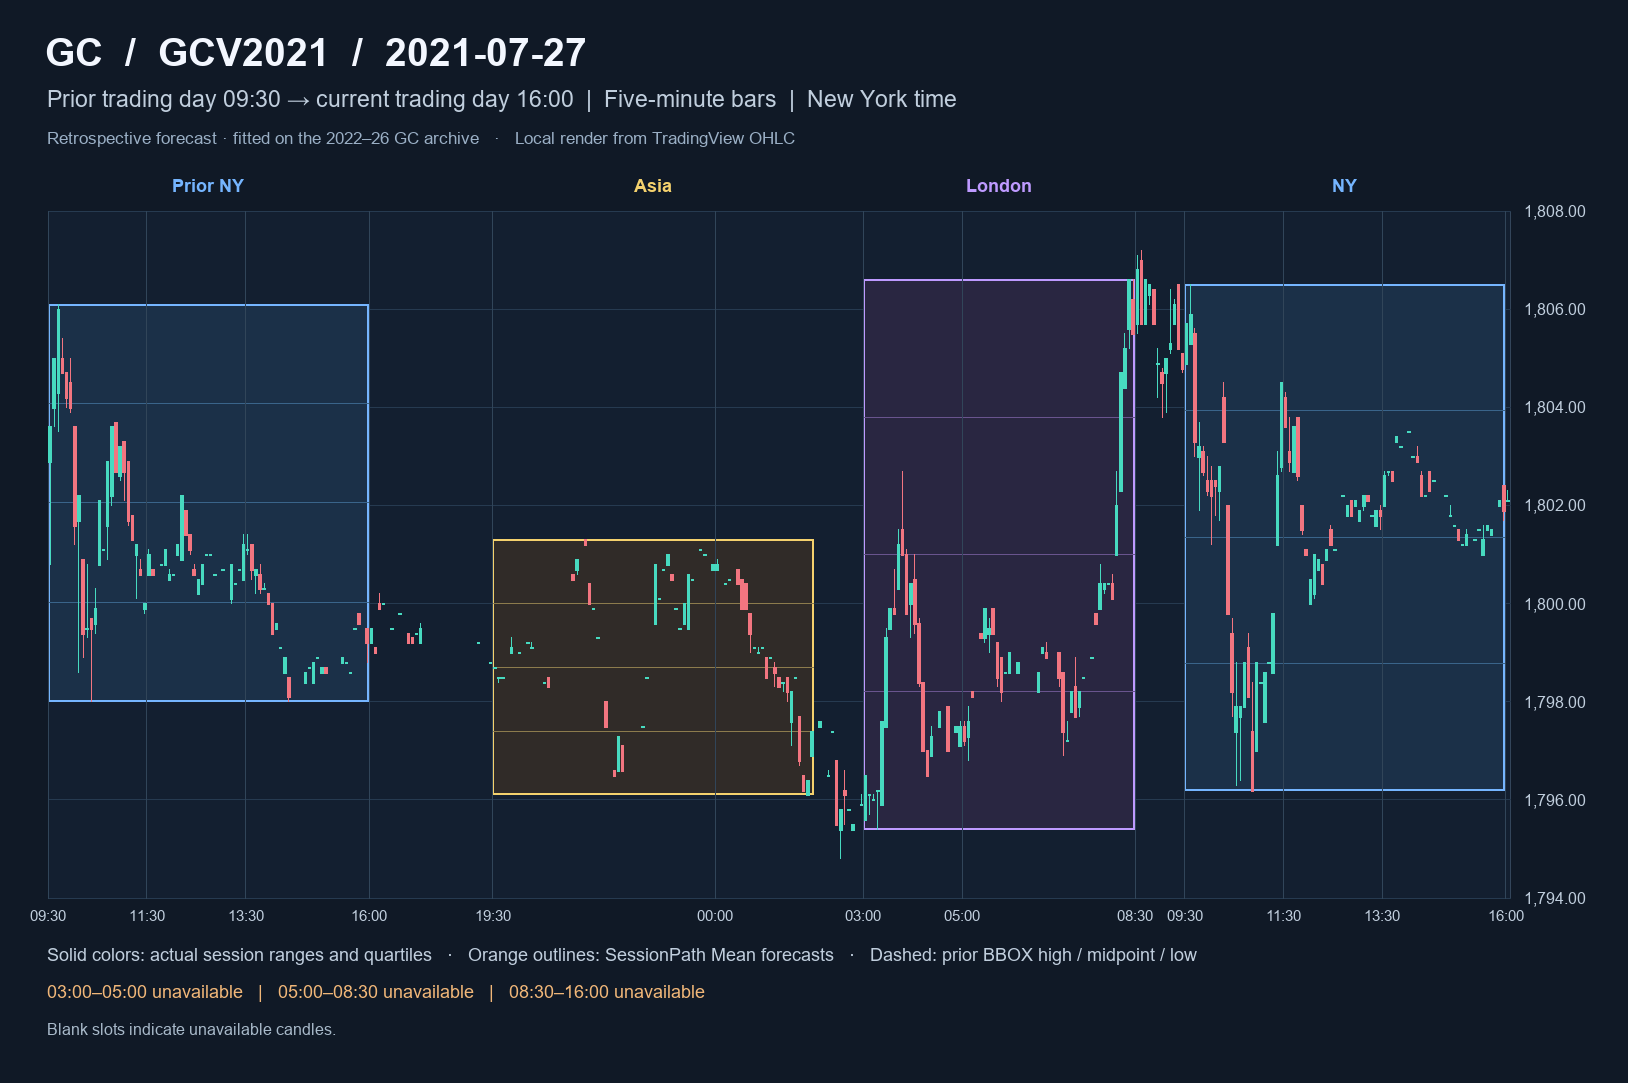 GC / GCV2021 / 2021-07-27
Prior trading day 09:30 → current trading day 16:00 | Five-minute bars | New York time
Retrospective forecast · fitted on the 2022–26 GC archive · Local render from TradingView OHLC
Prior NY Asia London NY
1,808.00
1,806.00
1,804.00
1,802.00
1,800.00
1,798.00
1,796.00
1,794.00
09:30 11:30 13:30 16:00 19:30 00:00 03:00 05:00 08:30 09:30 11:30 13:30 16:00
Solid colors: actual session ranges and quartiles · Orange outlines: SessionPath Mean forecasts · Dashed: prior BBOX high / midpoint / low
03:00–05:00 unavailable | 05:00–08:30 unavailable | 08:30–16:00 unavailable
Blank slots indicate unavailable candles.